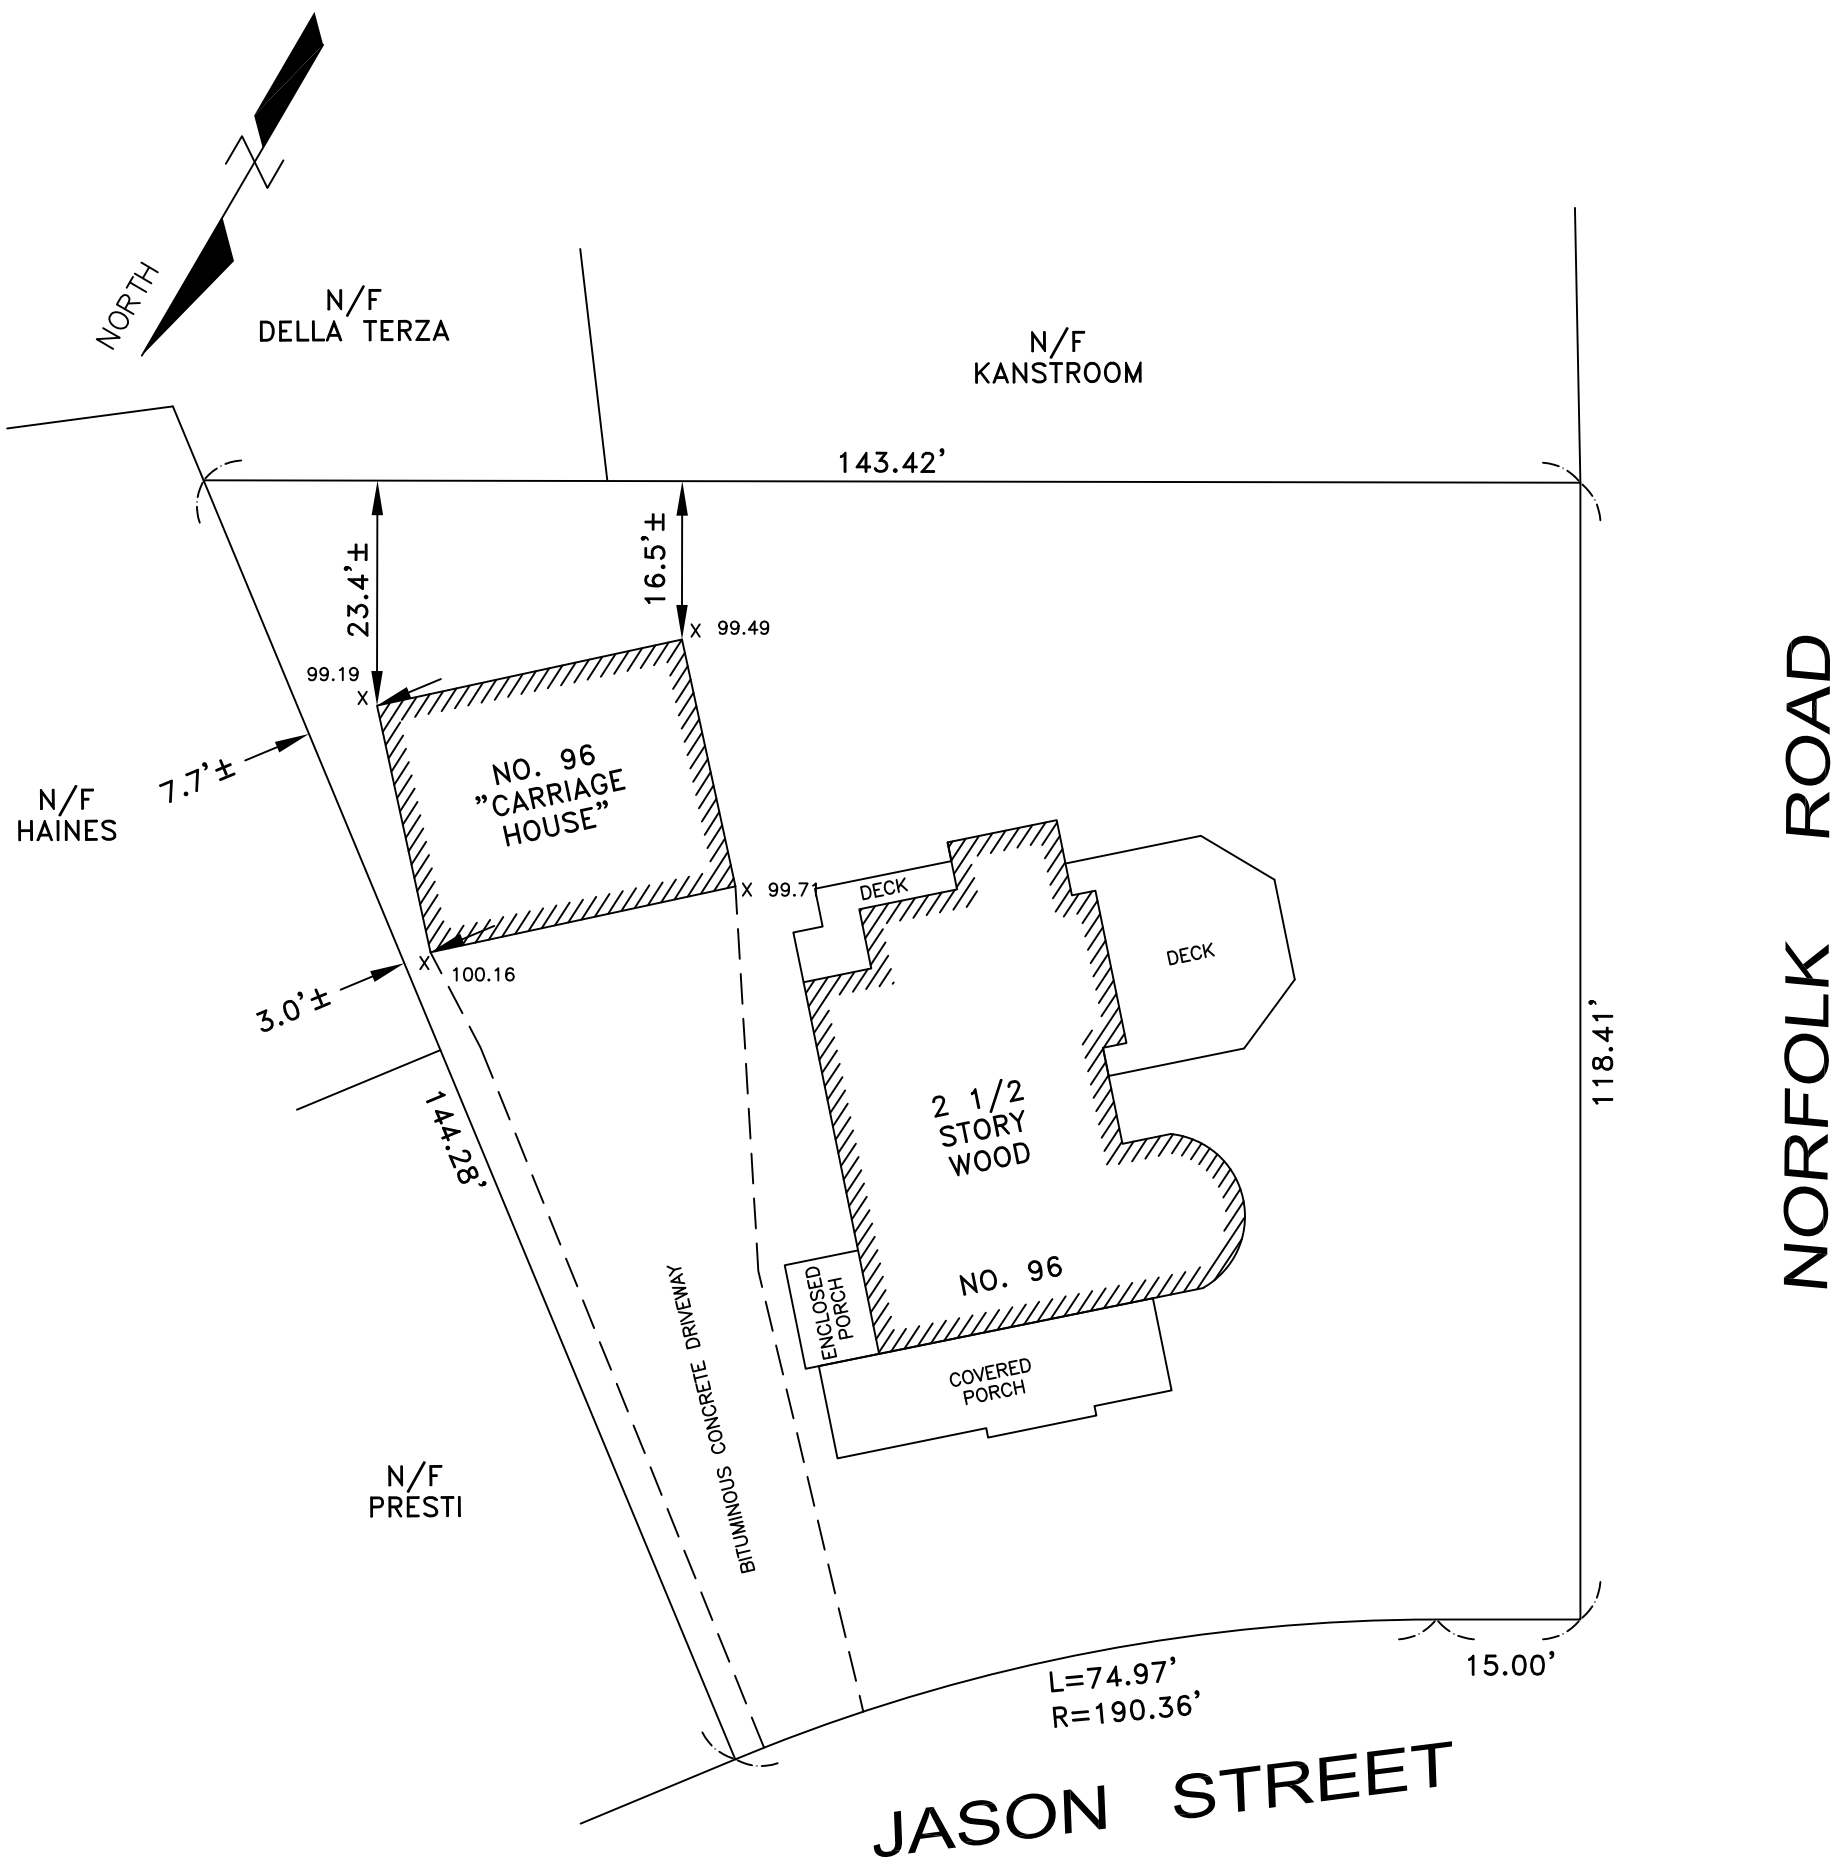 NORTH
N/F
DELLA TERZA
N/F
KANSTROOM
143.42'
23.4'±
16.5'±
99.49
X
99.19
X
7.7'±
N/F
HAINES
NO. 96
"CARRIAGE
HOUSE"
X 99.71
DECK
DECK
X
100.16
3.0'±
144.28'
118.41'
NORFOLK ROAD
2 1/2
STORY
WOOD
NO. 96
ENCLOSED
PORCH
COVERED
PORCH
BITUMINOUS CONCRETE DRIVEWAY
N/F
PRESTI
L=74.97'
R=190.36'
15.00'
JASON STREET